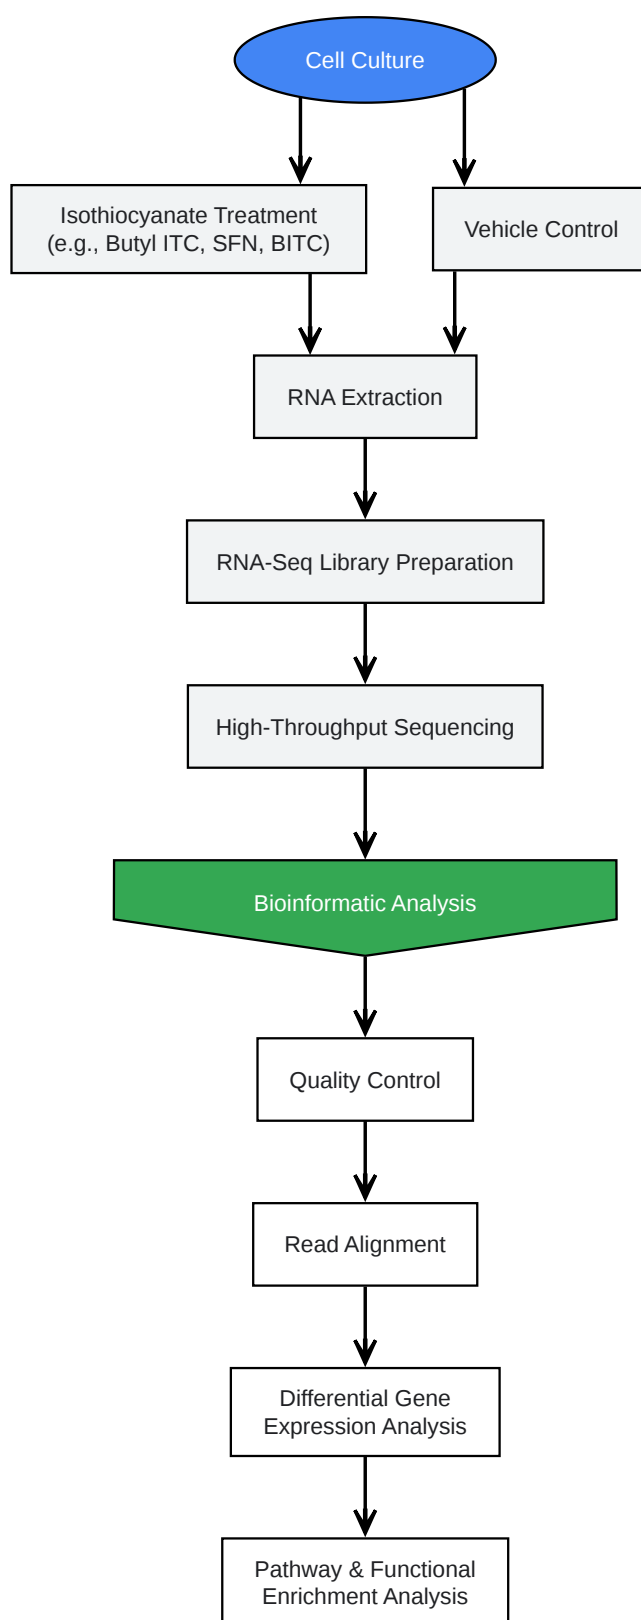 Cell Culture
Isothiocyanate Treatment
(e.g., Butyl ITC, SFN, BITC)
Vehicle Control
RNA Extraction
RNA-Seq Library Preparation
High-Throughput Sequencing
Bioinformatic Analysis
Quality Control
Read Alignment
Differential Gene
Expression Analysis
Pathway & Functional
Enrichment Analysis